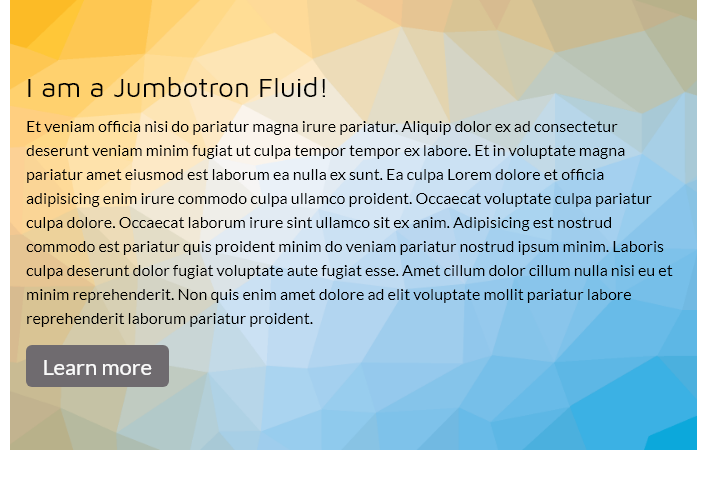 I am a Jumbotron Fluid!
Et veniam officia nisi do pariatur magna irure pariatur. Aliquip dolor ex ad consectetur
deserunt veniam minim fugiat ut culpa tempor tempor ex labore. Et in voluptate magna
pariatur amet eiusmod est laborum ea nulla ex sunt. Ea culpa Lorem dolore et officia
adipisicing enim irure commodo culpa ullamco proident. Occaecat voluptate culpa pariatur
culpa dolore. Occaecat laborum irure sint ullamco sit ex anim. Adipisicing est nostrud
commodo est pariatur quis proident minim do veniam pariatur nostrud ipsum minim. Laboris
culpa deserunt dolor fugiat voluptate aute fugiat esse. Amet cillum dolor cillum nulla nisi eu et
minim reprehenderit. Non quis enim amet dolore ad elit voluptate mollit pariatur labore
reprehenderit laborum pariatur proident.
Learn more